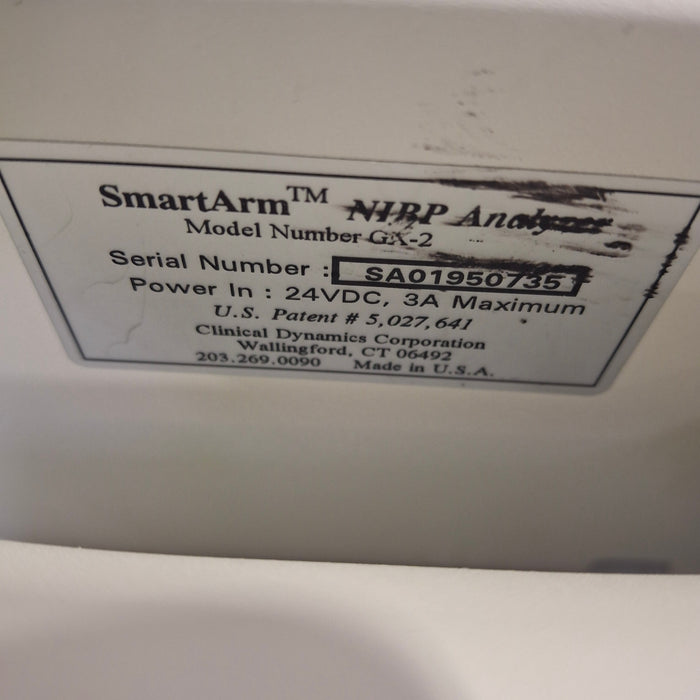 SmartArm™ NIBP Analyzer
Model Number GX-2
Serial Number : SA01950735
Power In : 24VDC, 3A Maximum
U.S. Patent # 5,027,641
Clinical Dynamics Corporation
Wallingford, CT 06492
203.269.0090 Made in U.S.A.